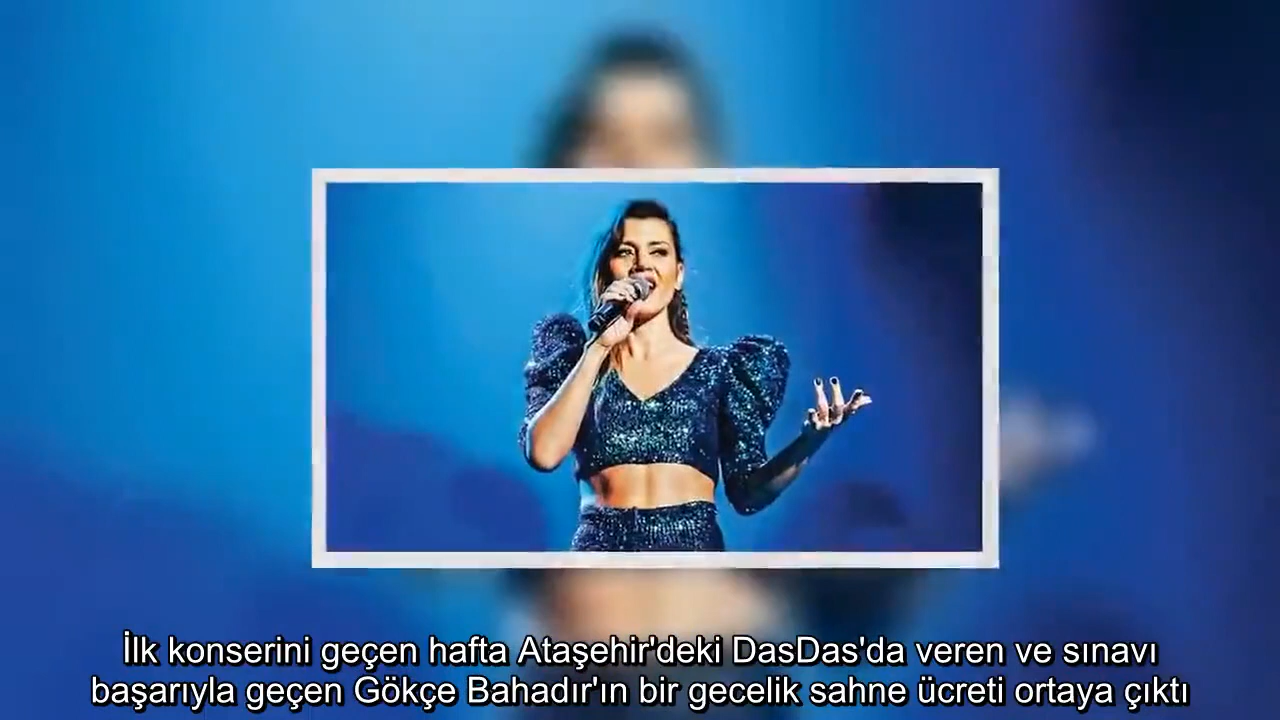 İlk konserini geçen hafta Ataşehir'deki DasDas'da veren ve sınavı
başarıyla geçen Gökçe Bahadır'ın bir gecelik sahne ücreti ortaya çıktı